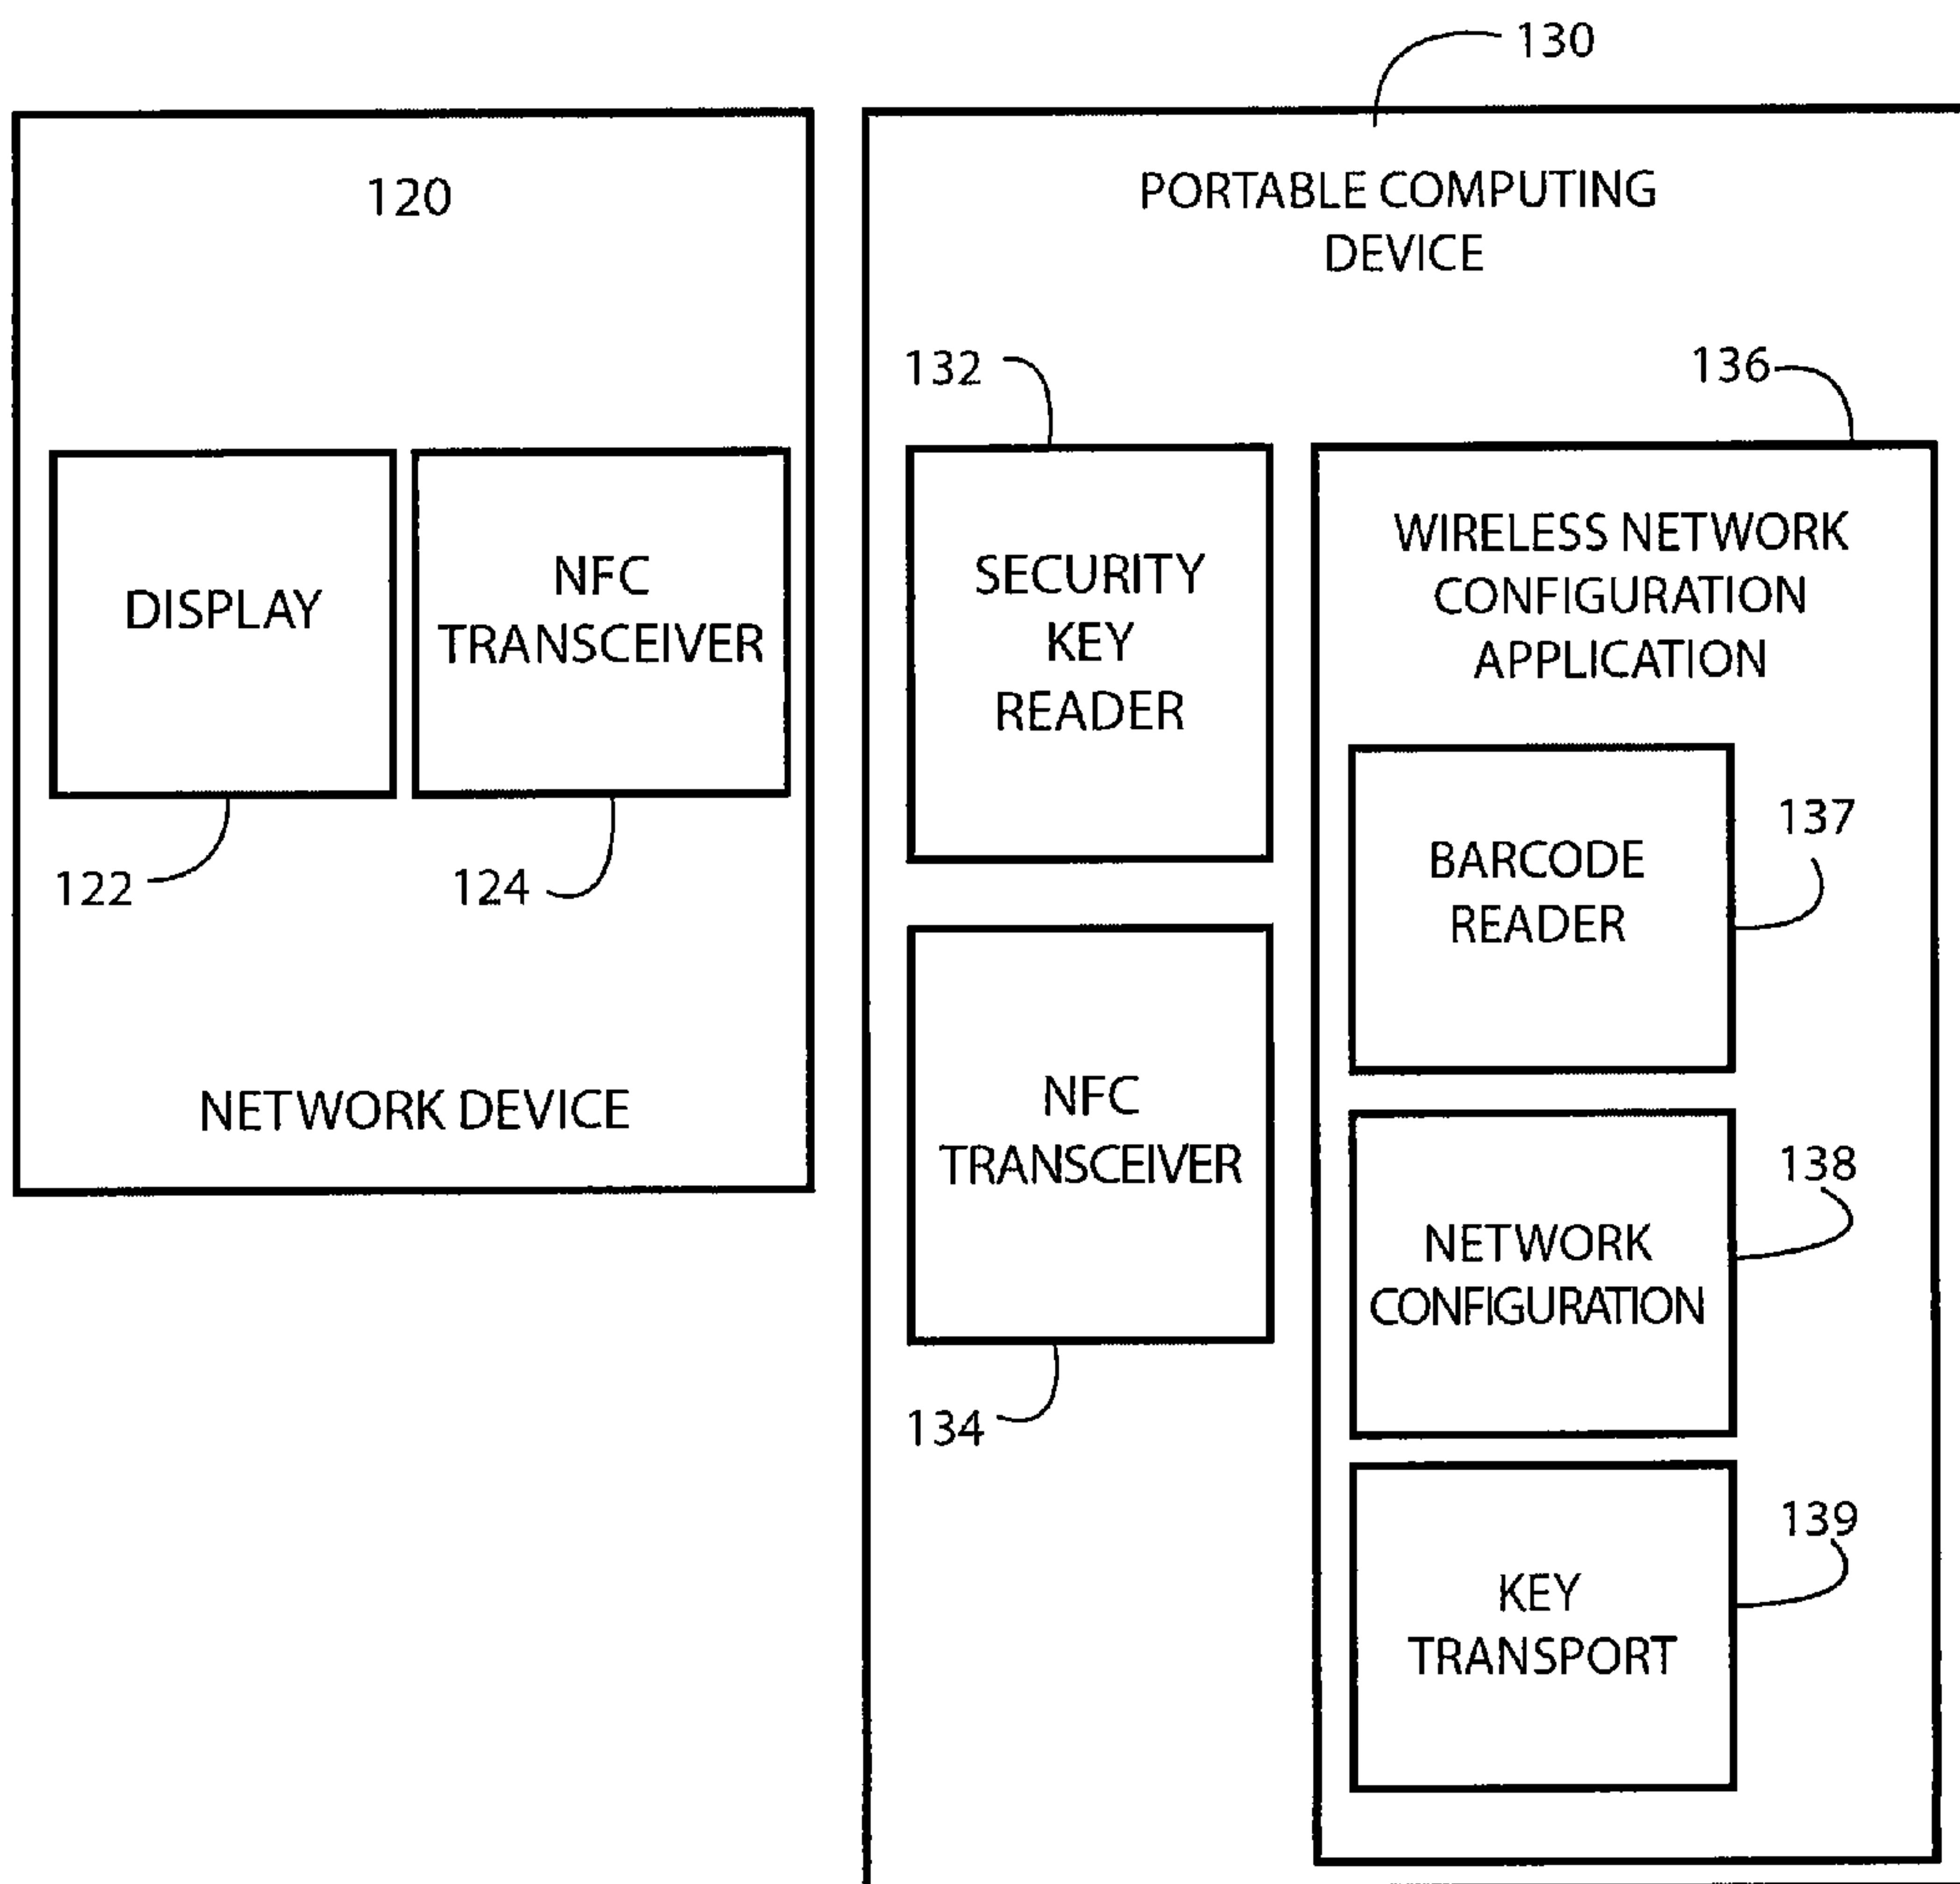 130
120
PORTABLE COMPUTING
DEVICE
132
136
DISPLAY
NFC
TRANSCEIVER
122
124
NETWORK DEVICE
SECURITY
KEY
READER
NFC
TRANSCEIVER
134
WIRELESS NETWORK
CONFIGURATION
APPLICATION
BARCODE
READER
137
NETWORK
CONFIGURATION
138
KEY
TRANSPORT
139